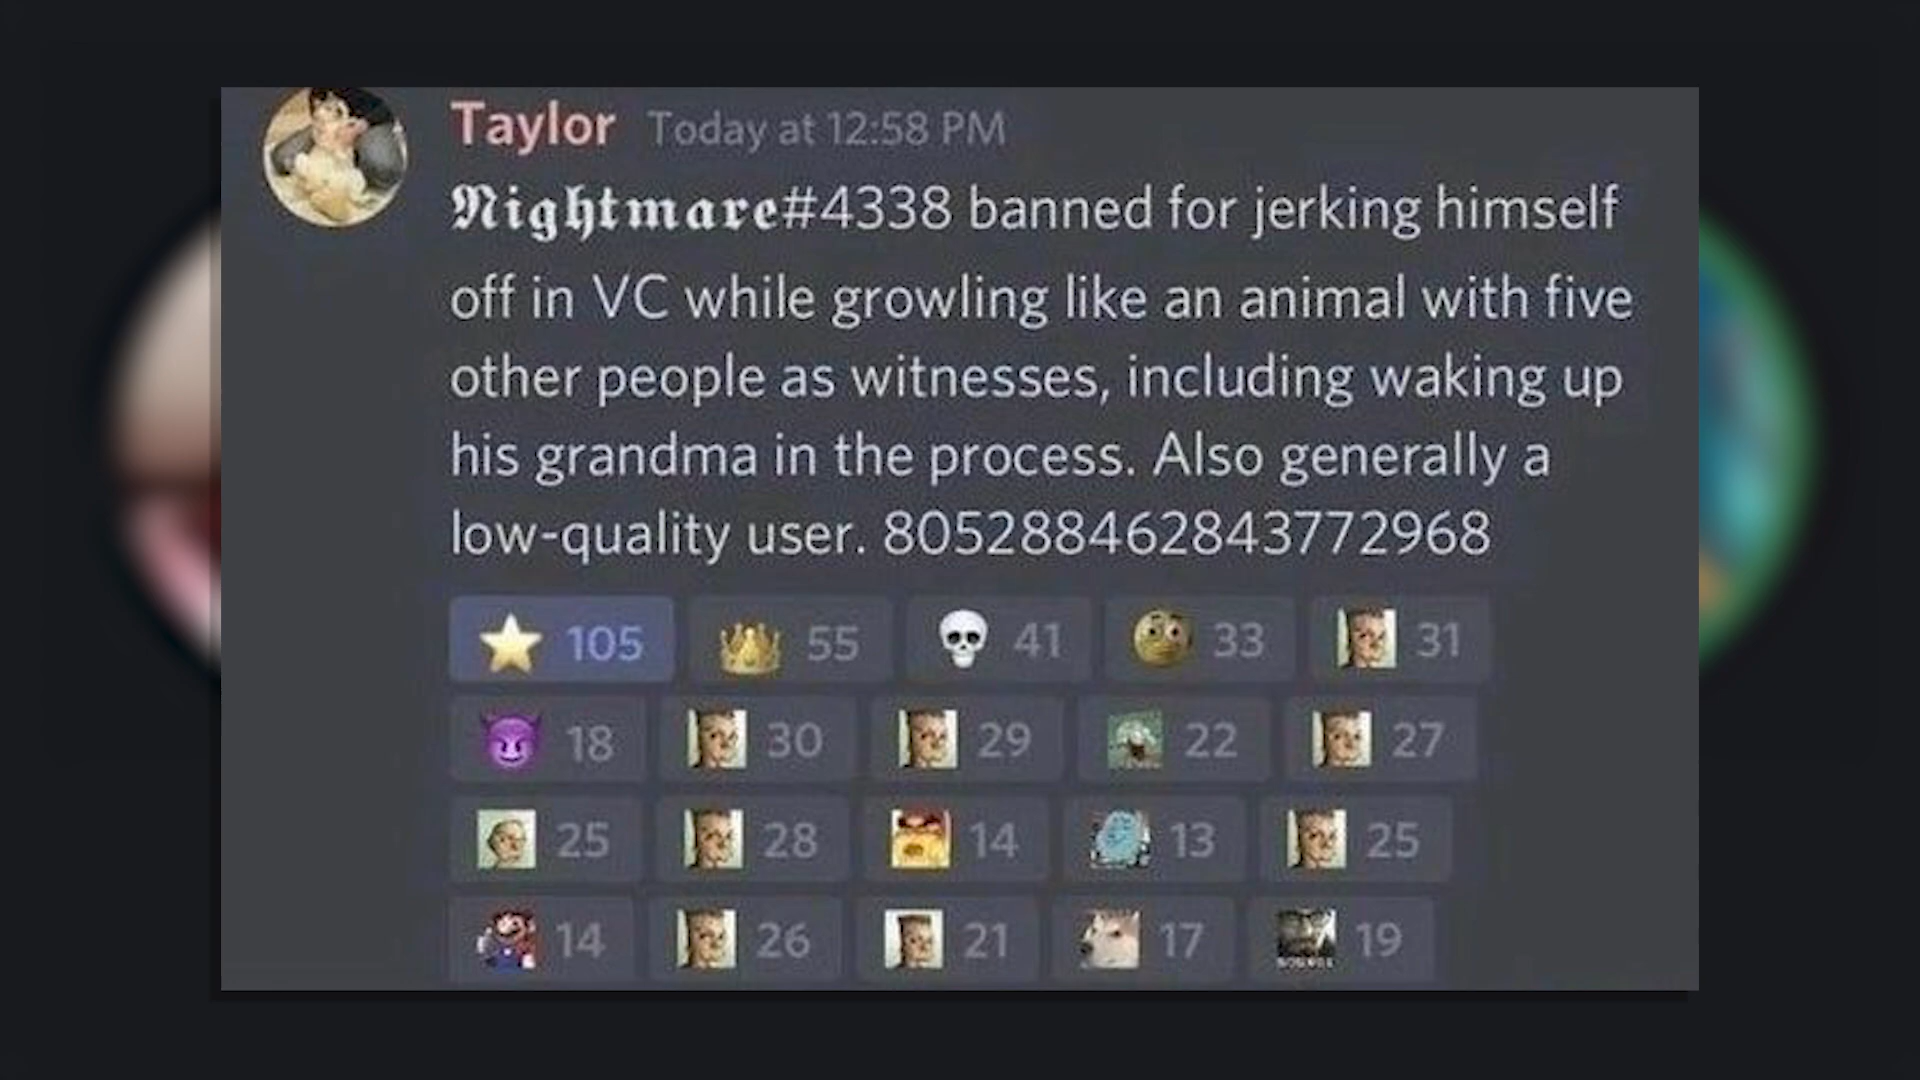 Taylor Today at 12:58 PM
𝕹𝖎𝖌𝖍𝖙𝖒𝖆𝖗𝖊#4338 banned for jerking himself
off in VC while growling like an animal with five
other people as witnesses, including waking up
his grandma in the process. Also generally a
low-quality user. 805288462843772968
105 55 41 33 31
18 30 29 22 27
25 28 14 13 25
14 26 21 17 19